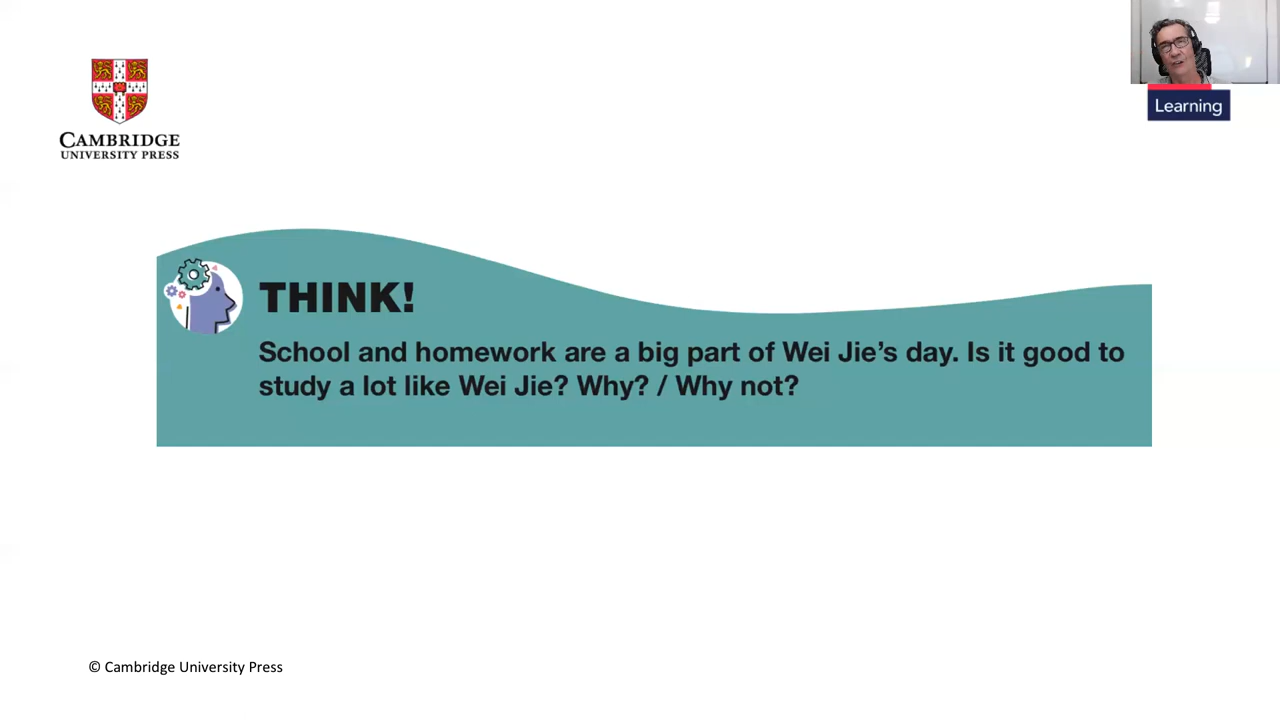 CAMBRIDGE
UNIVERSITY PRESS
Learning
THINK!
School and homework are a big part of Wei Jie’s day. Is it good to
study a lot like Wei Jie? Why? / Why not?
© Cambridge University Press